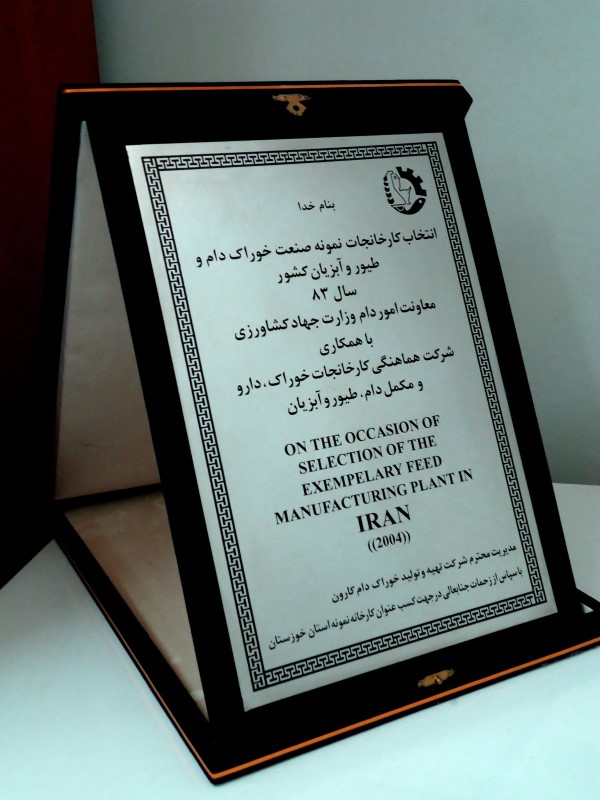 بنام خدا
انتخاب کارخانجات نمونه صنعت خوراک دام و
طیور و آبزیان کشور
سال ۸۳
معاونت امور دام وزارت جهاد کشاورزی
با همکاری
شرکت هماهنگی کارخانجات خوراک، دارو
و مکمل دام، طیور و آبزیان
ON THE OCCASION OF
SELECTION OF THE
EXEMPELARY FEED
MANUFACTURING PLANT IN
IRAN
((2004))
مدیریت محترم شرکت تهیه و تولید خوراک دام کارون
با سپاس از زحمات جنابعالی در جهت کسب عنوان کارخانه نمونه استان خوزستان